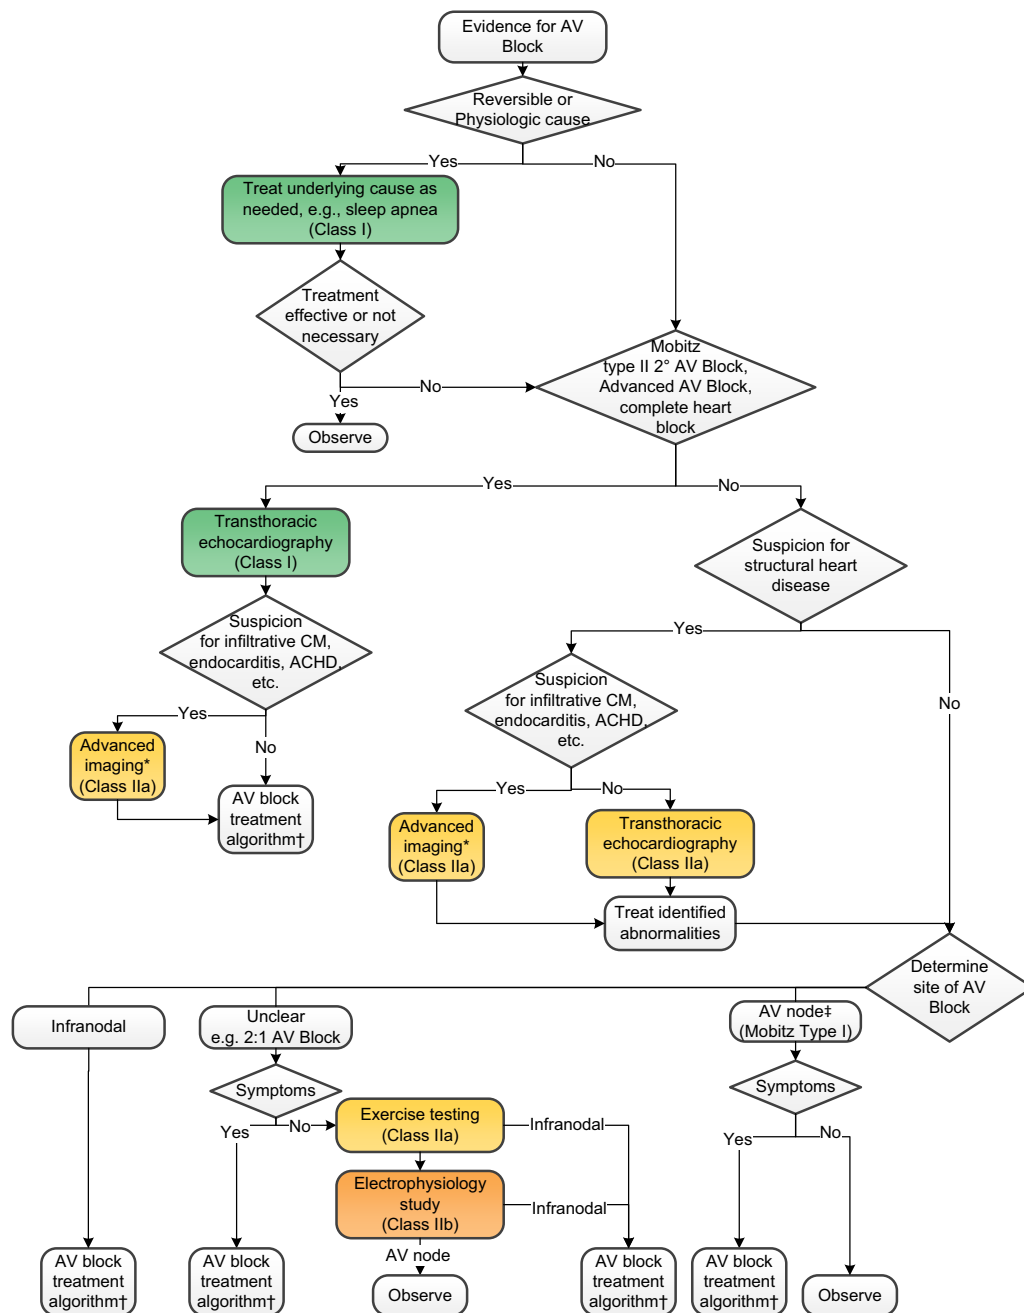 Evidence for AV
Block
Reversible or
Physiologic cause
Yes
No
Treat underlying cause as
needed, e.g., sleep apnea
(Class I)
Treatment
effective or not
necessary
No
Yes
Observe
Mobitz
type II 2° AV Block,
Advanced AV Block,
complete heart
block
Yes
No
Transthoracic
echocardiography
(Class I)
Suspicion for
structural heart
disease
Suspicion
for infiltrative CM,
endocarditis, ACHD,
etc.
Yes
No
Advanced
imaging*
(Class IIa)
AV block
treatment
algorithm†
Yes
No
Suspicion
for infiltrative CM,
endocarditis, ACHD,
etc.
Yes
No
Advanced
imaging*
(Class IIa)
Transthoracic
echocardiography
(Class IIa)
Treat identified
abnormalities
Determine
site of AV
Block
Infranodal
Unclear
e.g. 2:1 AV Block
AV node‡
(Mobitz Type I)
Symptoms
Symptoms
Yes
No
Exercise testing
(Class IIa)
Infranodal
Yes
No
Electrophysiology
study
(Class IIb)
Infranodal
AV node
AV block
treatment
algorithm†
AV block
treatment
algorithm†
Observe
AV block
treatment
algorithm†
AV block
treatment
algorithm†
Observe